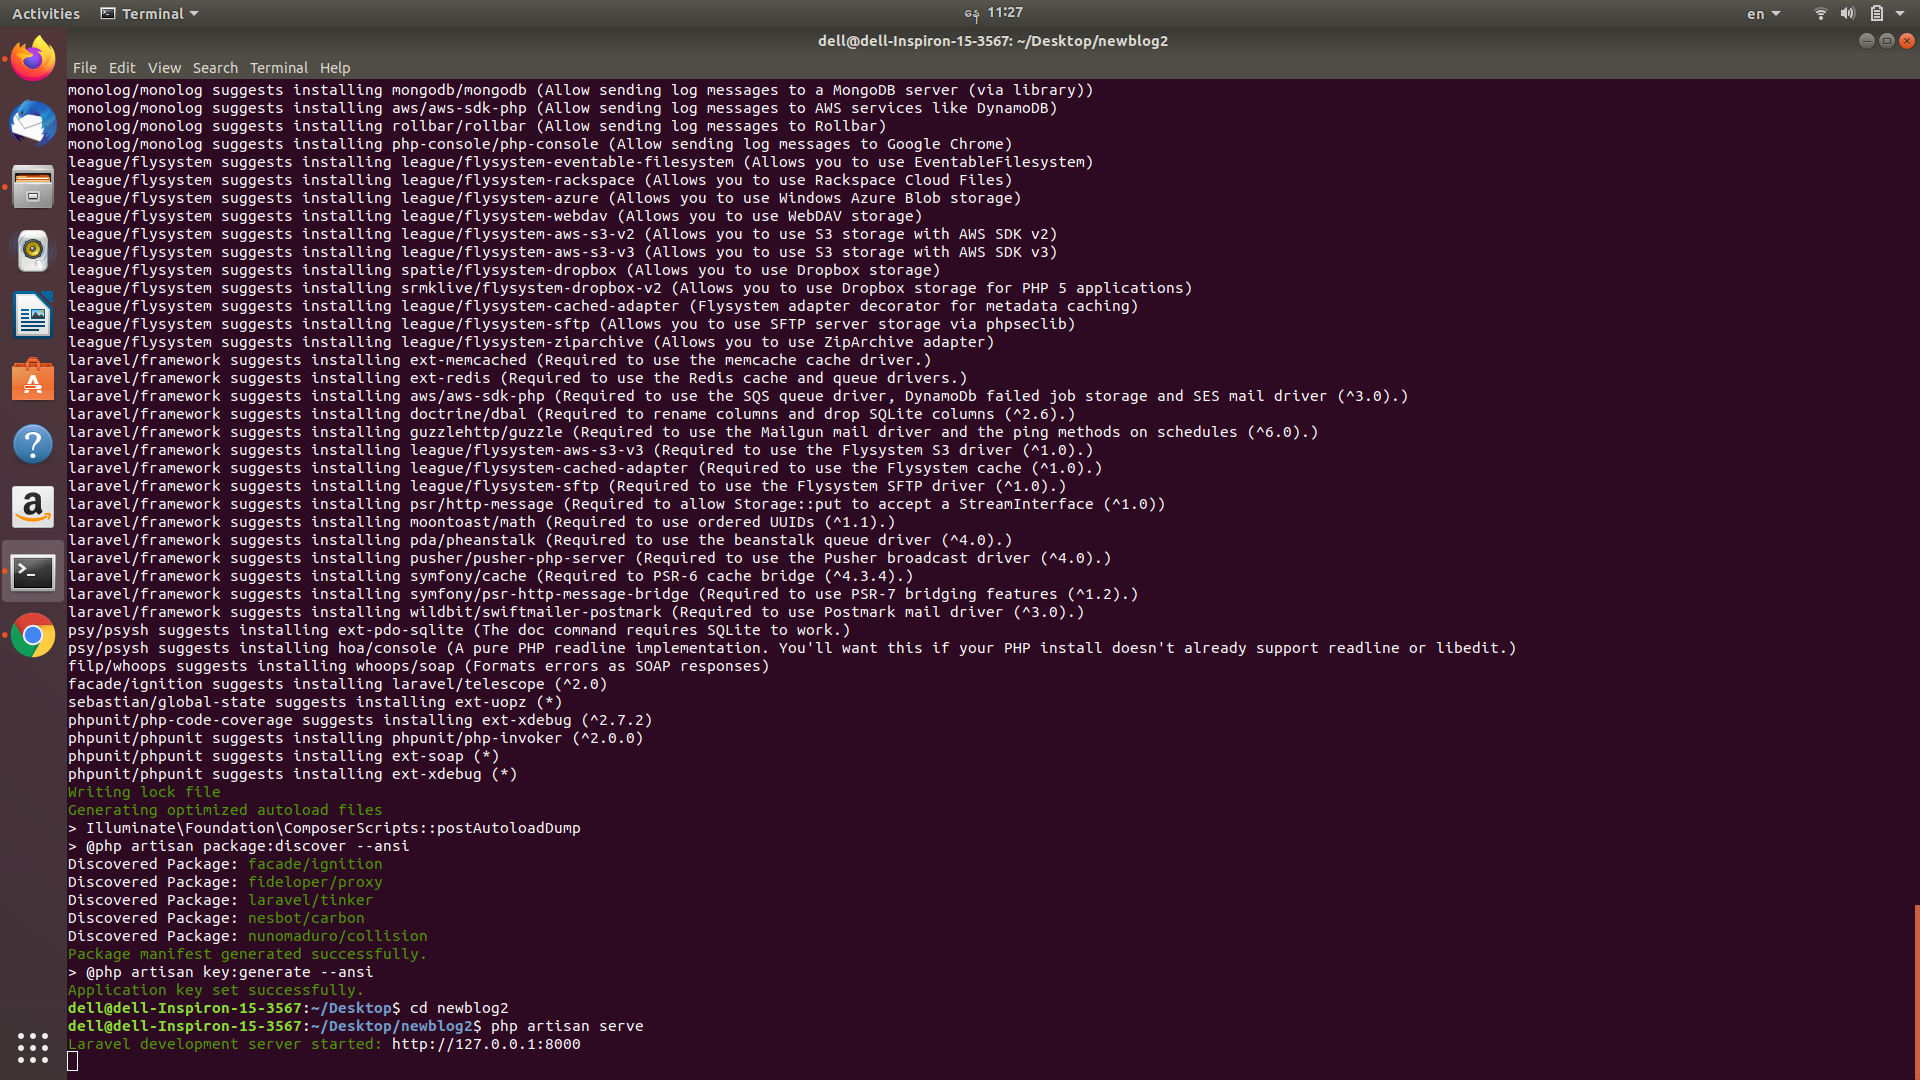 Activities
Terminal
နေ 11:27
en
dell@dell-Inspiron-15-3567: ~/Desktop/newblog2
File Edit View Search Terminal Help
monolog/monolog suggests installing mongodb/mongodb (Allow sending log messages to a MongoDB server (via library))
monolog/monolog suggests installing aws/aws-sdk-php (Allow sending log messages to AWS services like DynamoDB)
monolog/monolog suggests installing rollbar/rollbar (Allow sending log messages to Rollbar)
monolog/monolog suggests installing php-console/php-console (Allow sending log messages to Google Chrome)
league/flysystem suggests installing league/flysystem-eventable-filesystem (Allows you to use EventableFilesystem)
league/flysystem suggests installing league/flysystem-rackspace (Allows you to use Rackspace Cloud Files)
league/flysystem suggests installing league/flysystem-azure (Allows you to use Windows Azure Blob storage)
league/flysystem suggests installing league/flysystem-webdav (Allows you to use WebDAV storage)
league/flysystem suggests installing league/flysystem-aws-s3-v2 (Allows you to use S3 storage with AWS SDK v2)
league/flysystem suggests installing league/flysystem-aws-s3-v3 (Allows you to use S3 storage with AWS SDK v3)
league/flysystem suggests installing spatie/flysystem-dropbox (Allows you to use Dropbox storage)
league/flysystem suggests installing srmklive/flysystem-dropbox-v2 (Allows you to use Dropbox storage for PHP 5 applications)
league/flysystem suggests installing league/flysystem-cached-adapter (Flysystem adapter decorator for metadata caching)
league/flysystem suggests installing league/flysystem-sftp (Allows you to use SFTP server storage via phpseclib)
league/flysystem suggests installing league/flysystem-ziparchive (Allows you to use ZipArchive adapter)
laravel/framework suggests installing ext-memcached (Required to use the memcache cache driver.)
laravel/framework suggests installing ext-redis (Required to use the Redis cache and queue drivers.)
laravel/framework suggests installing aws/aws-sdk-php (Required to use the SQS queue driver, DynamoDb failed job storage and SES mail driver (^3.0).)
laravel/framework suggests installing doctrine/dbal (Required to rename columns and drop SQLite columns (^2.6).)
laravel/framework suggests installing guzzlehttp/guzzle (Required to use the Mailgun mail driver and the ping methods on schedules (^6.0).)
laravel/framework suggests installing league/flysystem-aws-s3-v3 (Required to use the Flysystem S3 driver (^1.0).)
laravel/framework suggests installing league/flysystem-cached-adapter (Required to use the Flysystem cache (^1.0).)
laravel/framework suggests installing league/flysystem-sftp (Required to use the Flysystem SFTP driver (^1.0).)
laravel/framework suggests installing psr/http-message (Required to allow Storage::put to accept a StreamInterface (^1.0))
laravel/framework suggests installing moontoast/math (Required to use ordered UUIDs (^1.1).)
laravel/framework suggests installing pda/pheanstalk (Required to use the beanstalk queue driver (^4.0).)
laravel/framework suggests installing pusher/pusher-php-server (Required to use the Pusher broadcast driver (^4.0).)
laravel/framework suggests installing symfony/cache (Required to PSR-6 cache bridge (^4.3.4).)
laravel/framework suggests installing symfony/psr-http-message-bridge (Required to use PSR-7 bridging features (^1.2).)
laravel/framework suggests installing wildbit/swiftmailer-postmark (Required to use Postmark mail driver (^3.0).)
psy/psysh suggests installing ext-pdo-sqlite (The doc command requires SQLite to work.)
psy/psysh suggests installing hoa/console (A pure PHP readline implementation. You'll want this if your PHP install doesn't already support readline or libedit.)
filp/whoops suggests installing whoops/soap (Formats errors as SOAP responses)
facade/ignition suggests installing laravel/telescope (^2.0)
sebastian/global-state suggests installing ext-uopz (*)
phpunit/php-code-coverage suggests installing ext-xdebug (^2.7.2)
phpunit/phpunit suggests installing phpunit/php-invoker (^2.0.0)
phpunit/phpunit suggests installing ext-soap (*)
phpunit/phpunit suggests installing ext-xdebug (*)
Writing lock file
Generating optimized autoload files
> Illuminate\Foundation\ComposerScripts::postAutoloadDump
> @php artisan package:discover --ansi
Discovered Package: facade/ignition
Discovered Package: fideloper/proxy
Discovered Package: laravel/tinker
Discovered Package: nesbot/carbon
Discovered Package: nunomaduro/collision
Package manifest generated successfully.
> @php artisan key:generate --ansi
Application key set successfully.
dell@dell-Inspiron-15-3567:~/Desktop$ cd newblog2
dell@dell-Inspiron-15-3567:~/Desktop/newblog2$ php artisan serve
Laravel development server started: http://127.0.0.1:8000